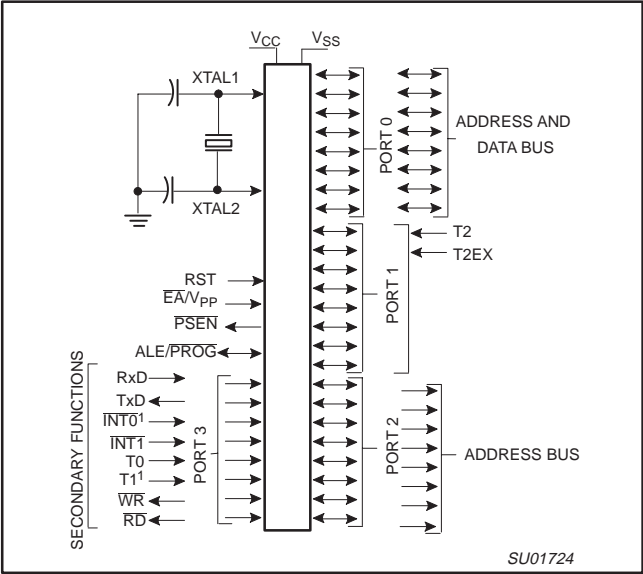 VCC VSS
XTAL1
XTAL2
PORT 0
ADDRESS AND
DATA BUS
T2
T2EX
PORT 1
RST
EA/VPP
PSEN
ALE/PROG
SECONDARY FUNCTIONS
RxD
TxD
INT0¹
INT1
T0
T1¹
WR
RD
PORT 3
PORT 2
ADDRESS BUS
SU01724